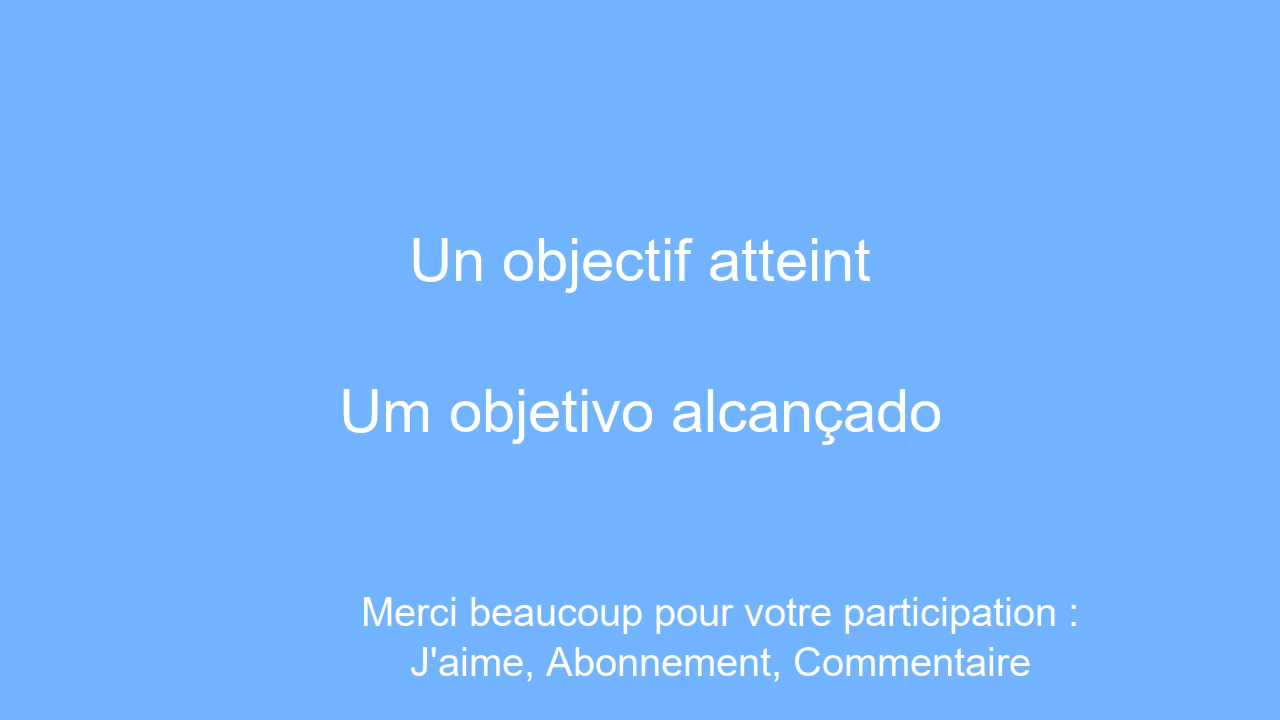 Un objectif atteint
Um objetivo alcançado
Merci beaucoup pour votre participation :
J'aime, Abonnement, Commentaire